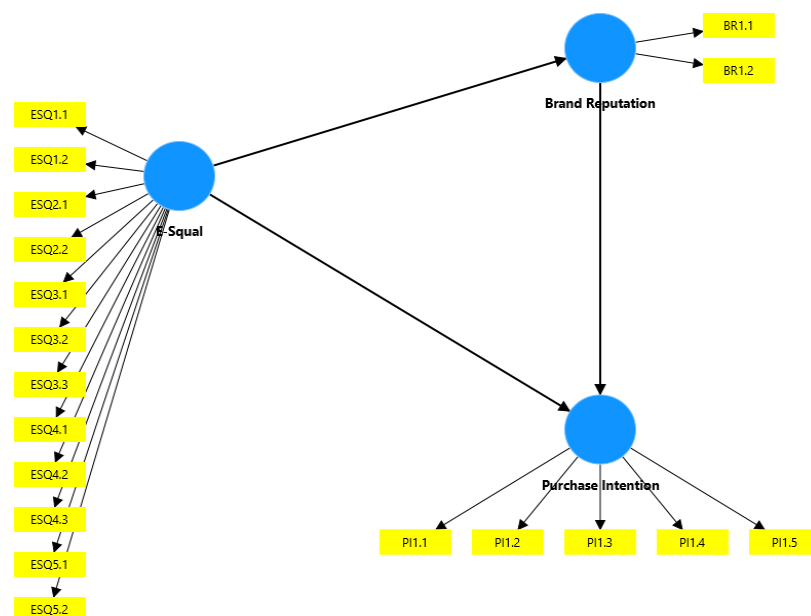 BR1.1
BR1.2
Brand Reputation
ESQ1.1
ESQ1.2
ESQ2.1
ESQ2.2
ESQ3.1
ESQ3.2
ESQ3.3
ESQ4.1
ESQ4.2
ESQ4.3
ESQ5.1
ESQ5.2
E-Squal
Purchase Intention
PI1.1
PI1.2
PI1.3
PI1.4
PI1.5